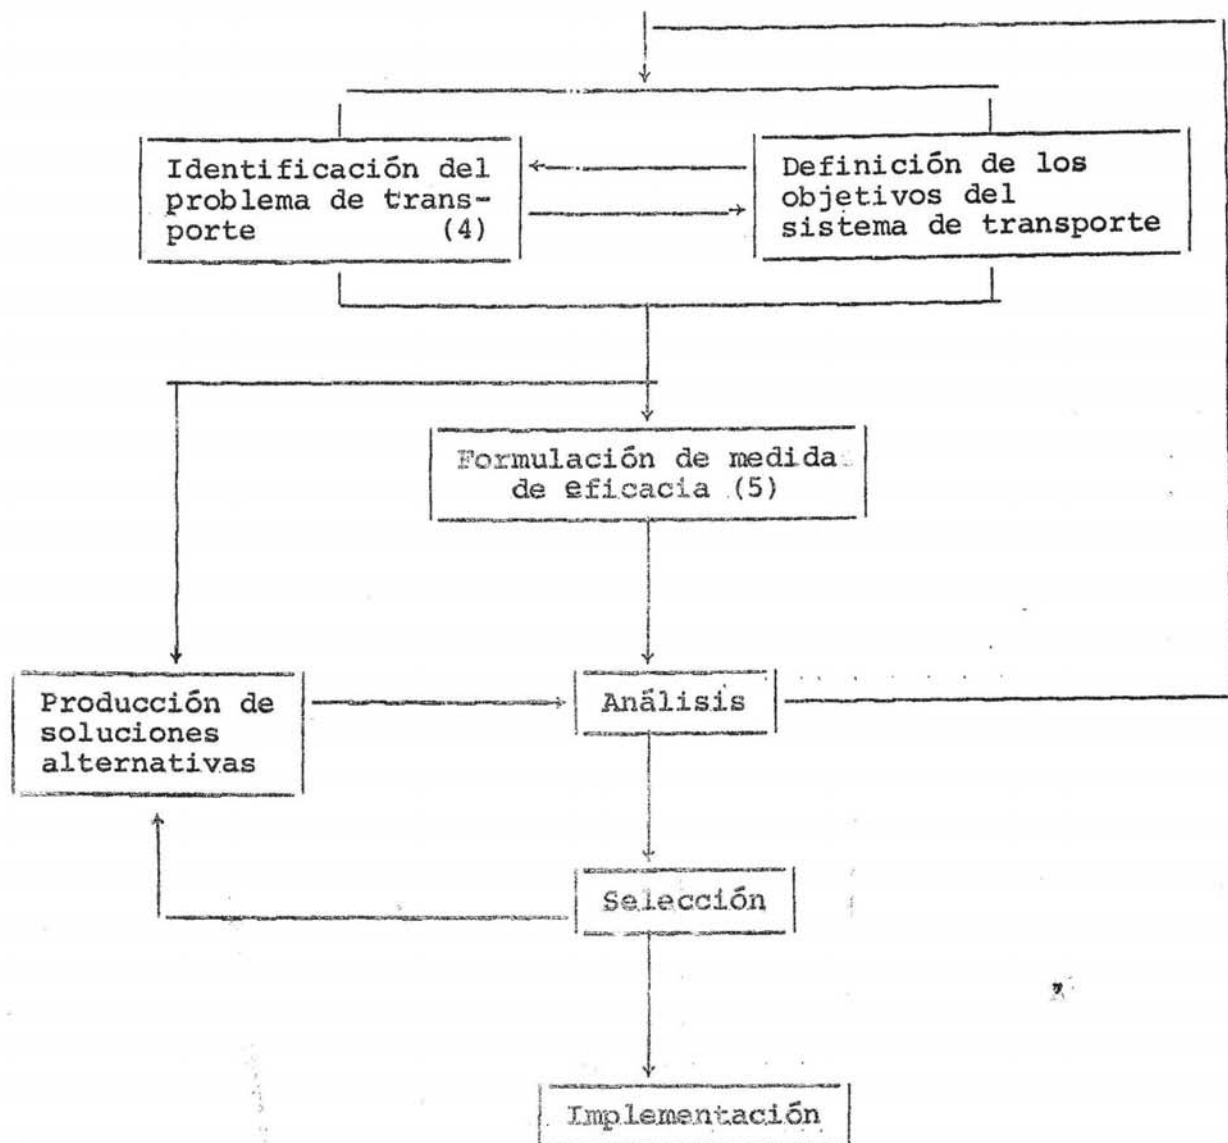 Identificación del
problema de trans-
porte (4)
Definición de los
objetivos del
sistema de transporte
Formulación de medida
de eficacia (5)
Producción de
soluciones
alternativas
Análisis
Selección
Implementación